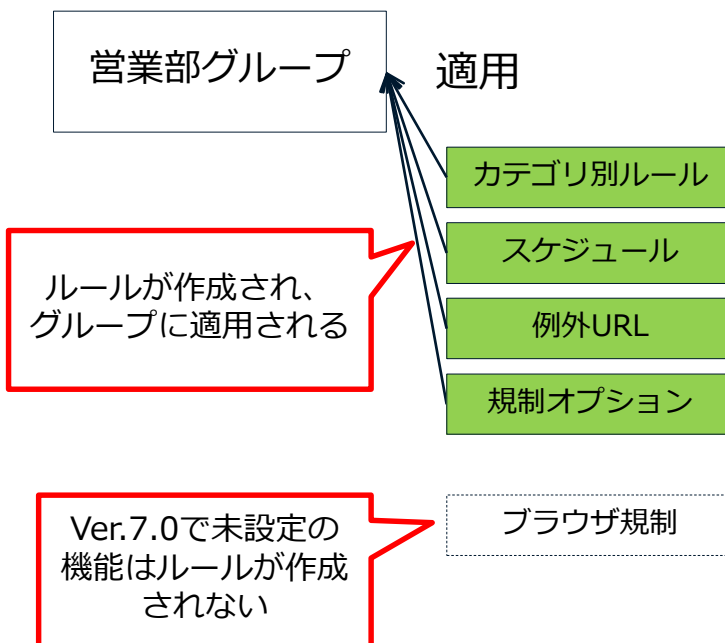 営業部グループ
適用
カテゴリ別ルール
スケジュール
例外URL
規制オプション
ルールが作成され、
グループに適用される
Ver.7.0で未設定の
機能はルールが作成
されない
ブラウザ規制